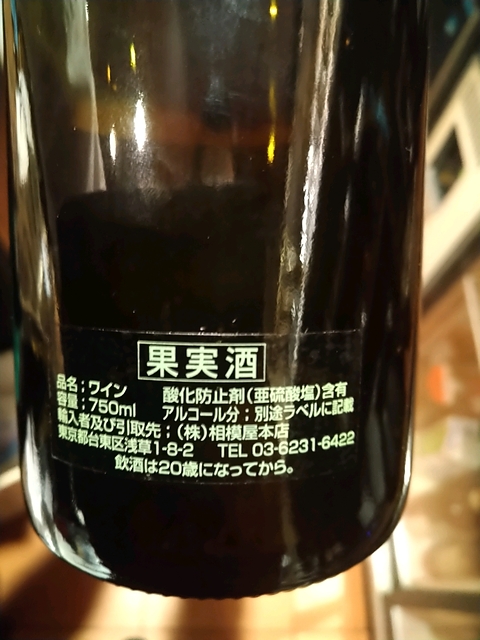 果実酒
品名：ワイン 酸化防止剤（亜硫酸塩）含有
容量：750ml アルコール分：別途ラベルに記載
輸入者及び引取先：（株）相模屋本店
東京都台東区浅草1-8-2 TEL 03-6231-6422
飲酒は20歳になってから。